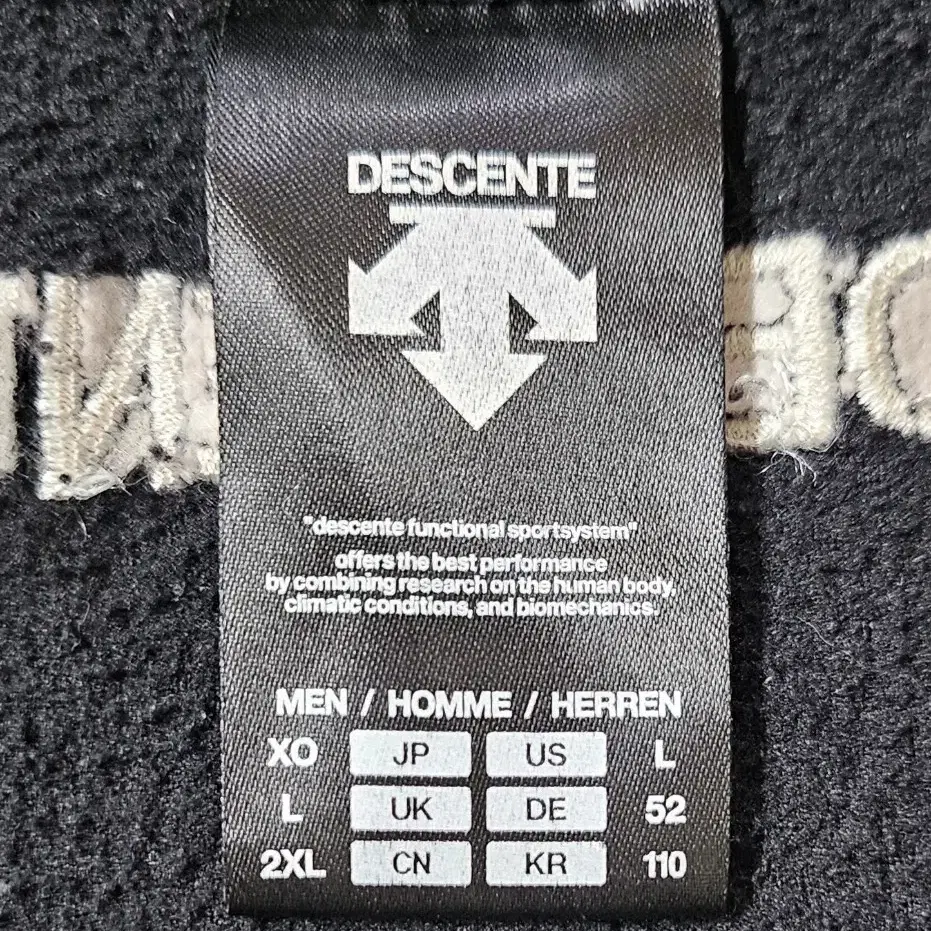 DESCENTE
"descente functional sportsystem"
offers the best performance
by combining research on the human body,
climatic conditions, and biomechanics.
MEN / HOMME / HERREN
XO JP US L
L UK DE 52
2XL CN KR 110